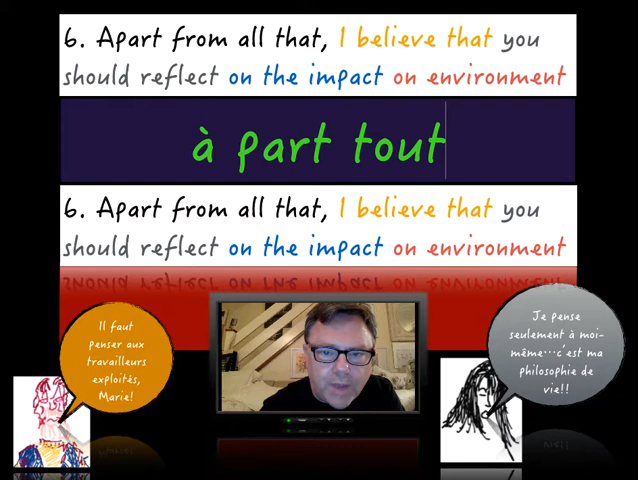 6. Apart from all that, I believe that you
should reflect on the impact on environment
à part tout
6. Apart from all that, I believe that you
should reflect on the impact on environment
Il faut
penser aux
travailleurs
exploités,
Marie!
Je pense
seulement à moi-
même...c'est ma
philosophie de
vie!!